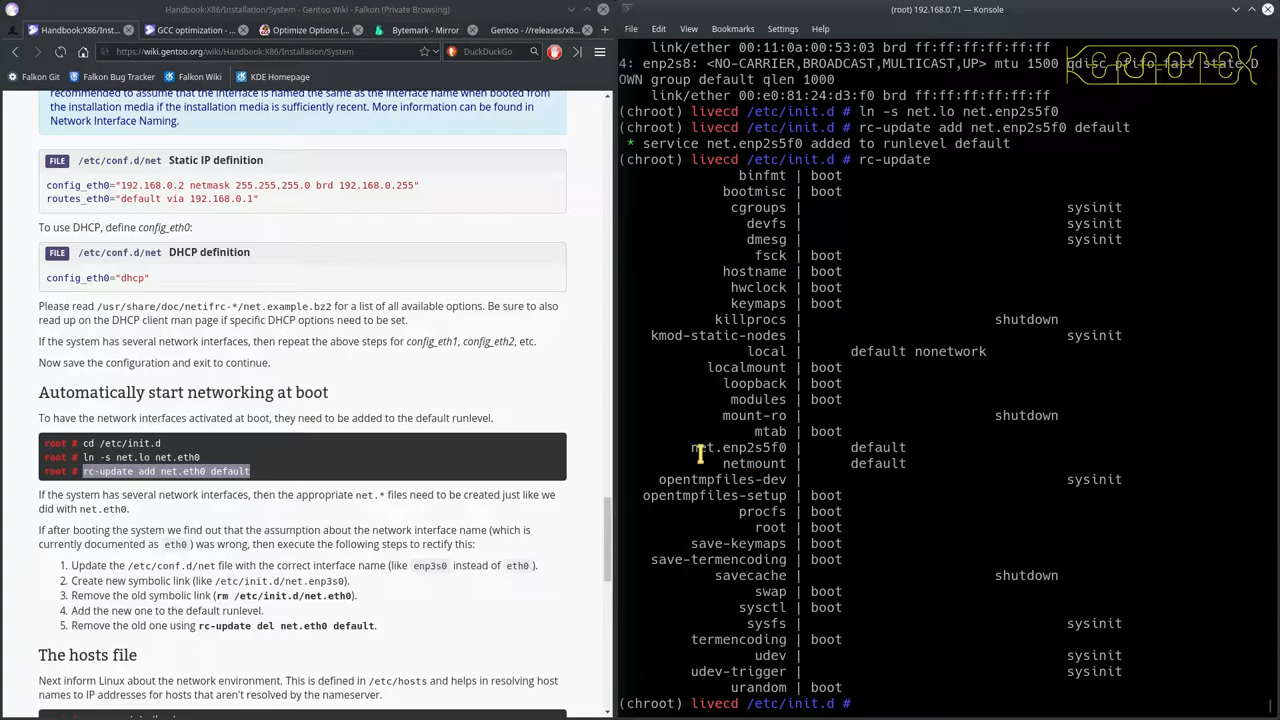 Handbook:X86/Installation/System - Gentoo Wiki - Falkon (Private Browsing)
Handbook:X86/Inst...
GCC optimization - ...
Optimize Options (...
Bytemark - Mirror
Gentoo - /releases/x8...
https://wiki.gentoo.org/wiki/Handbook:X86/Installation/System
DuckDuckGo
Falkon Git
Falkon Bug Tracker
Falkon Wiki
KDE Homepage
recommended to assume that the interface is named the same as the interface name when booted from
the installation media if the installation media is sufficiently recent. More information can be found in
Network Interface Naming.
FILE /etc/conf.d/net Static IP definition
config_eth0="192.168.0.2 netmask 255.255.255.0 brd 192.168.0.255"
routes_eth0="default via 192.168.0.1"
To use DHCP, define config_eth0:
FILE /etc/conf.d/net DHCP definition
config_eth0="dhcp"
Please read /usr/share/doc/netifrc-*/net.example.bz2 for a list of all available options. Be sure to also
read up on the DHCP client man page if specific DHCP options need to be set.
If the system has several network interfaces, then repeat the above steps for config_eth1, config_eth2, etc.
Now save the configuration and exit to continue.
Automatically start networking at boot
To have the network interfaces activated at boot, they need to be added to the default runlevel.
root # cd /etc/init.d
root # ln -s net.lo net.eth0
root # rc-update add net.eth0 default
If the system has several network interfaces, then the appropriate net.* files need to be created just like we
did with net.eth0.
If after booting the system we find out that the assumption about the network interface name (which is
currently documented as eth0 ) was wrong, then execute the following steps to rectify this:
1. Update the /etc/conf.d/net file with the correct interface name (like enp3s0 instead of eth0 ).
2. Create new symbolic link (like /etc/init.d/net.enp3s0).
3. Remove the old symbolic link (rm /etc/init.d/net.eth0).
4. Add the new one to the default runlevel.
5. Remove the old one using rc-update del net.eth0 default.
The hosts file
Next inform Linux about the network environment. This is defined in /etc/hosts and helps in resolving host
names to IP addresses for hosts that aren't resolved by the nameserver.
(root) 192.168.0.71 — Konsole
File Edit View Bookmarks Settings Help
link/ether 00:11:0a:00:53:03 brd ff:ff:ff:ff:ff:ff
4: enp2s8: <NO-CARRIER,BROADCAST,MULTICAST,UP> mtu 1500 qdisc pfifo_fast state D
OWN group default qlen 1000
link/ether 00:e0:81:24:d3:f0 brd ff:ff:ff:ff:ff:ff
(chroot) livecd /etc/init.d # ln -s net.lo net.enp2s5f0
(chroot) livecd /etc/init.d # rc-update add net.enp2s5f0 default
* service net.enp2s5f0 added to runlevel default
(chroot) livecd /etc/init.d # rc-update
binfmt | boot
bootmisc | boot
cgroups | sysinit
devfs | sysinit
dmesg | sysinit
fsck | boot
hostname | boot
hwclock | boot
keymaps | boot
killprocs | shutdown
kmod-static-nodes | sysinit
local | default nonetwork
localmount | boot
loopback | boot
modules | boot
mount-ro | shutdown
mtab | boot
net.enp2s5f0 | default
netmount | default
opentmpfiles-dev | sysinit
opentmpfiles-setup | boot
procfs | boot
root | boot
save-keymaps | boot
save-termencoding | boot
savecache | shutdown
swap | boot
sysctl | boot
sysfs | sysinit
termencoding | boot
udev | sysinit
udev-trigger | sysinit
urandom | boot
(chroot) livecd /etc/init.d #